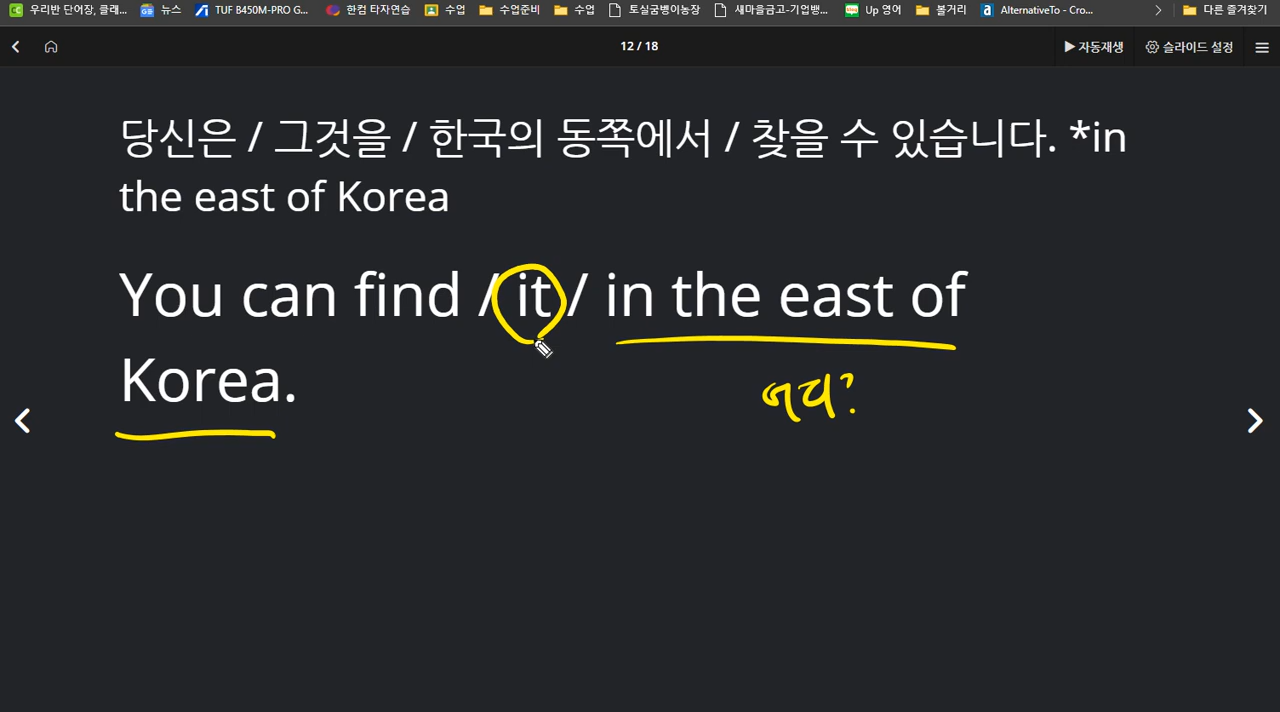 우리반 단어장, 클래... 뉴스 TUF B450M-PRO G... 한컴 타자연습 수업 수업준비 수업 토실굼벵이농장 새마을금고-기업뱅... Up 영어 볼거리 AlternativeTo - Cro... 다른 즐겨찾기
12 / 18 자동재생 슬라이드 설정
당신은 / 그것을 / 한국의 동쪽에서 / 찾을 수 있습니다. *in
the east of Korea
You can find / it / in the east of
Korea.